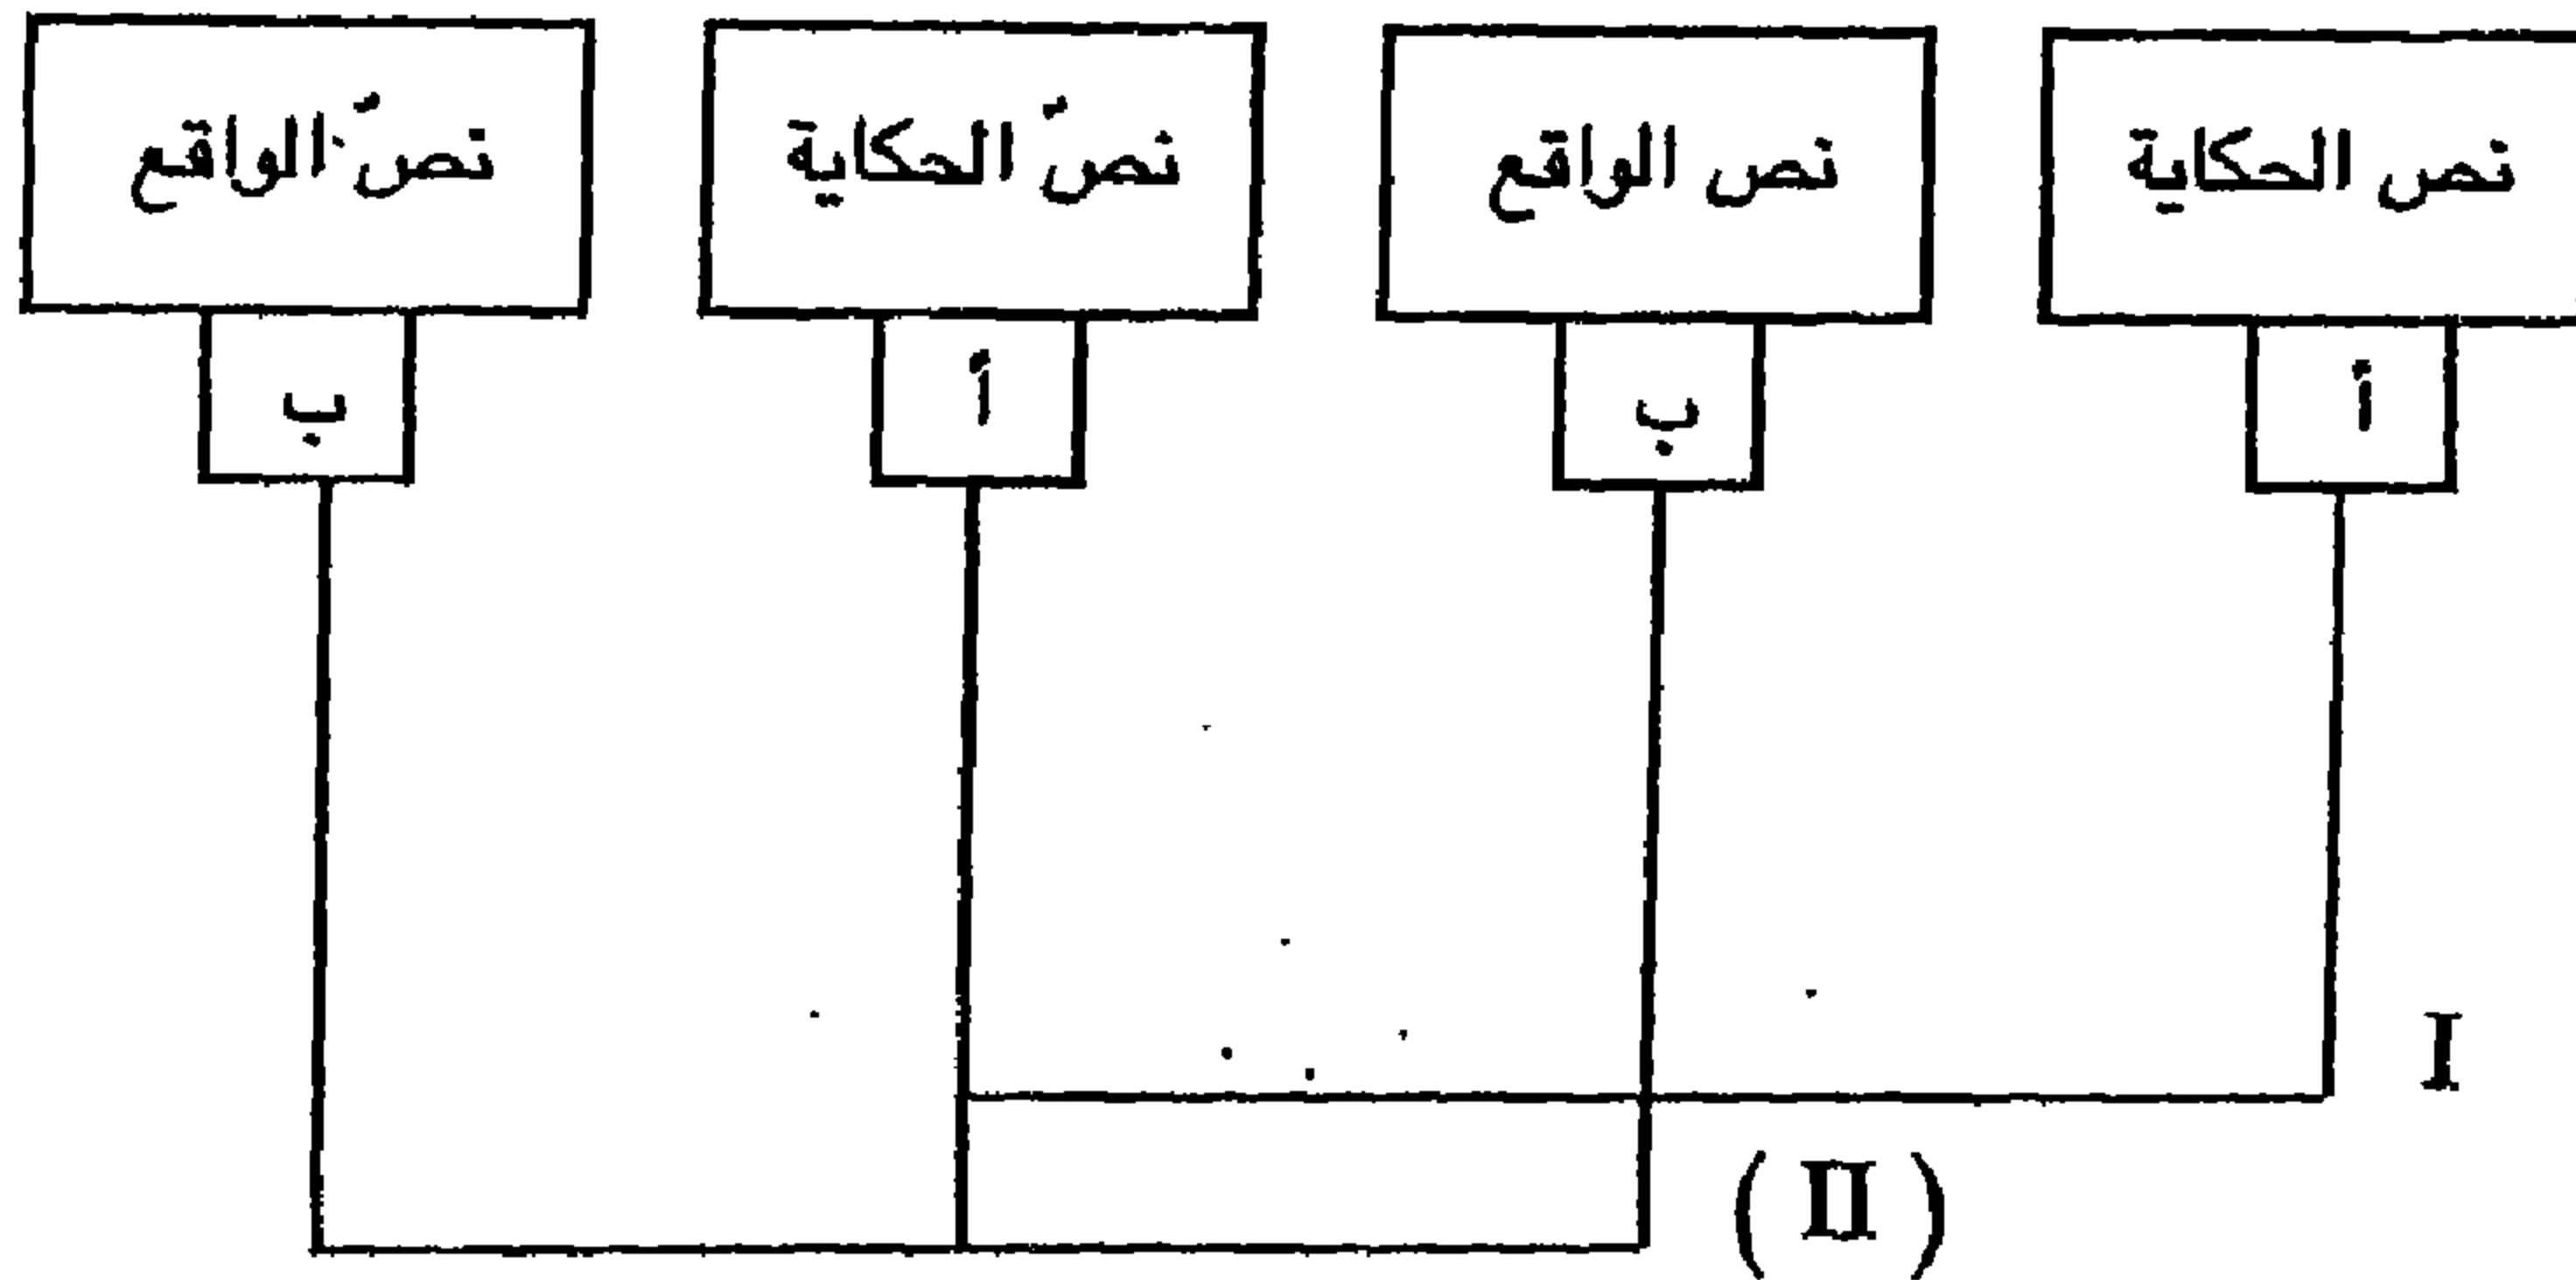 نص الحكاية نص الواقع نصّ الحكاية نصّ الواقع
أ ب أ ب
I
( II )